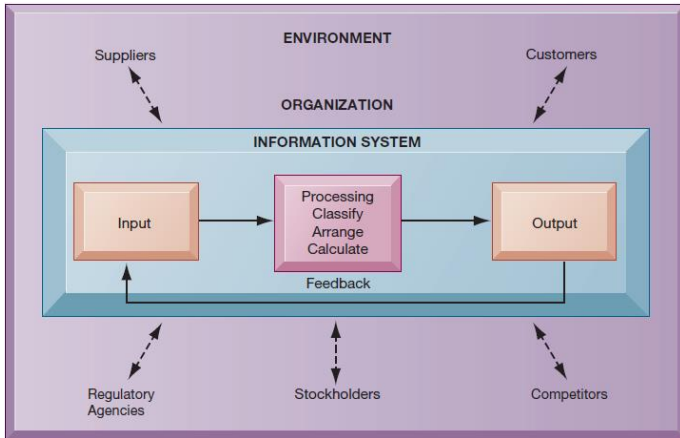 ENVIRONMENT
Suppliers
Customers
ORGANIZATION
INFORMATION SYSTEM
Input
Processing
Classify
Arrange
Calculate
Output
Feedback
Regulatory
Agencies
Stockholders
Competitors